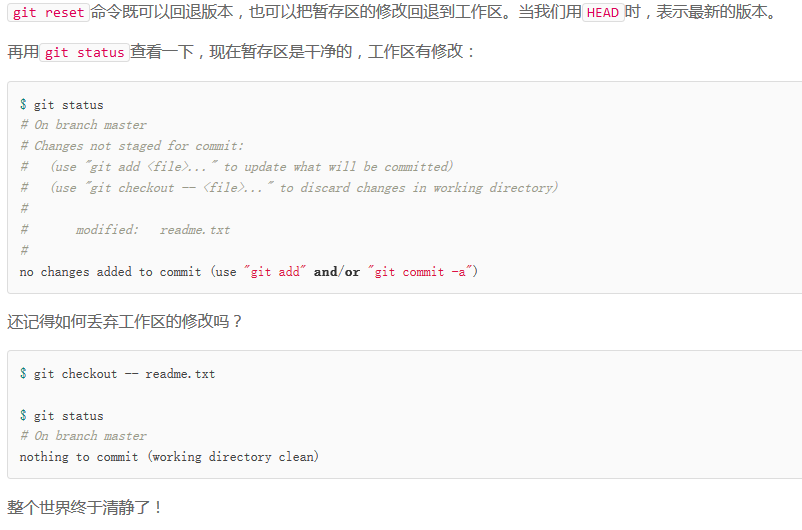 git reset命令既可以回退版本，也可以把暂存区的修改回退到工作区。当我们用HEAD时，表示最新的版本。
再用git status查看一下，现在暂存区是干净的，工作区有修改：
$ git status
# On branch master
# Changes not staged for commit:
#   (use "git add <file>..." to update what will be committed)
#   (use "git checkout -- <file>..." to discard changes in working directory)
#
#       modified:   readme.txt
#
no changes added to commit (use "git add" and/or "git commit -a")
还记得如何丢弃工作区的修改吗？
$ git checkout -- readme.txt
$ git status
# On branch master
nothing to commit (working directory clean)
整个世界终于清静了！